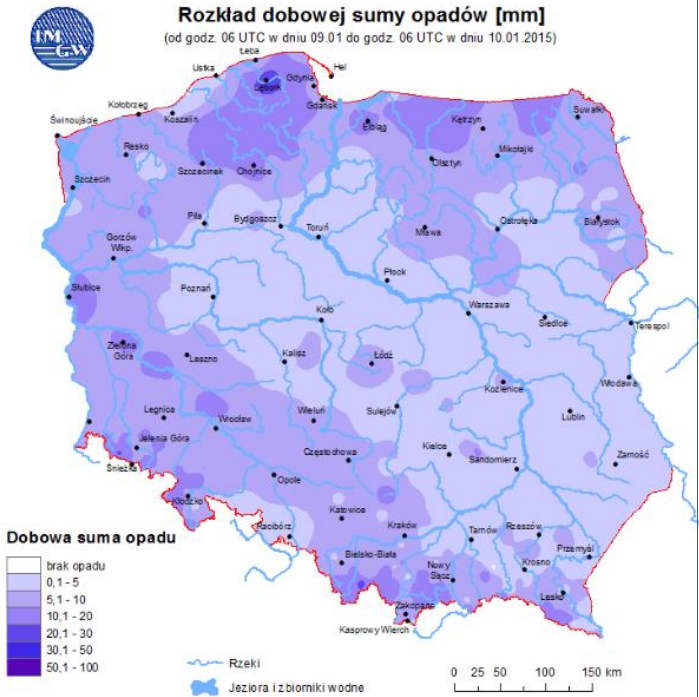 Rozkład dobowej sumy opadów [mm]
(od godz. 06 UTC w dniu 09.01 do godz. 06 UTC w dniu 10.01.2015)
IM
GW
Łeba
Ustka
Hel
Lębork
Gdynia
Gdańsk
Kołobrzeg
Koszalin
Świnoujście
Elbląg
Kętrzyn
Suwałki
Resko
Mikołajki
Olsztyn
Szczecinek
Chojnice
Szczecin
Piła
Bydgoszcz
Toruń
Mława
Ostrołęka
Białystok
Gorzów
Wlkp.
Płock
Słubice
Poznań
Koło
Warszawa
Siedlce
Terespol
Zielona
Góra
Leszno
Kalisz
Łódź
Kozienice
Włodawa
Legnica
Wrocław
Wieluń
Sulejów
Lublin
Jelenia Góra
Śnieżka
Częstochowa
Kielce
Sandomierz
Zamość
Opole
Kłodzko
Katowice
Racibórz
Kraków
Tarnów
Rzeszów
Przemyśl
Bielsko-Biała
Nowy
Sącz
Krosno
Lesko
Zakopane
Kasprowy Wierch
Dobowa suma opadu
brak opadu
0,1 - 5
5,1 - 10
10,1 - 20
20,1 - 30
30,1 - 50
50,1 - 100
Rzeki
Jeziora i zbiorniki wodne
0 25 50 100 150 km